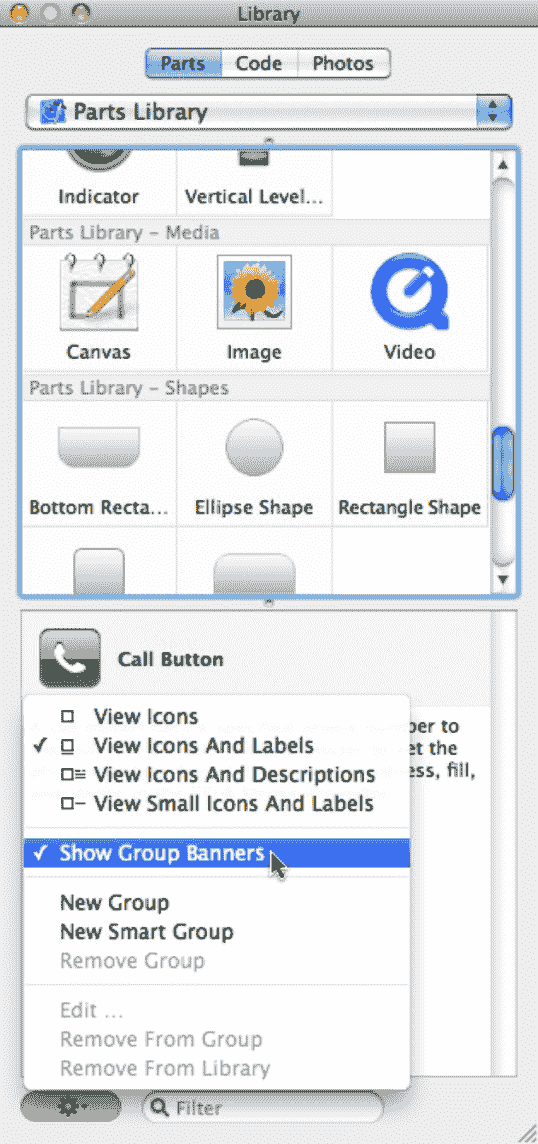 Library
Parts Code Photos
Parts Library
Indicator Vertical Level...
Parts Library – Media
Canvas Image Video
Parts Library – Shapes
Bottom Recta... Ellipse Shape Rectangle Shape
Call Button
View Icons
View Icons And Labels
View Icons And Descriptions
View Small Icons And Labels
to
the
fill,
Show Group Banners
New Group
New Smart Group
Remove Group
Edit ...
Remove From Group
Remove From Library
Filter